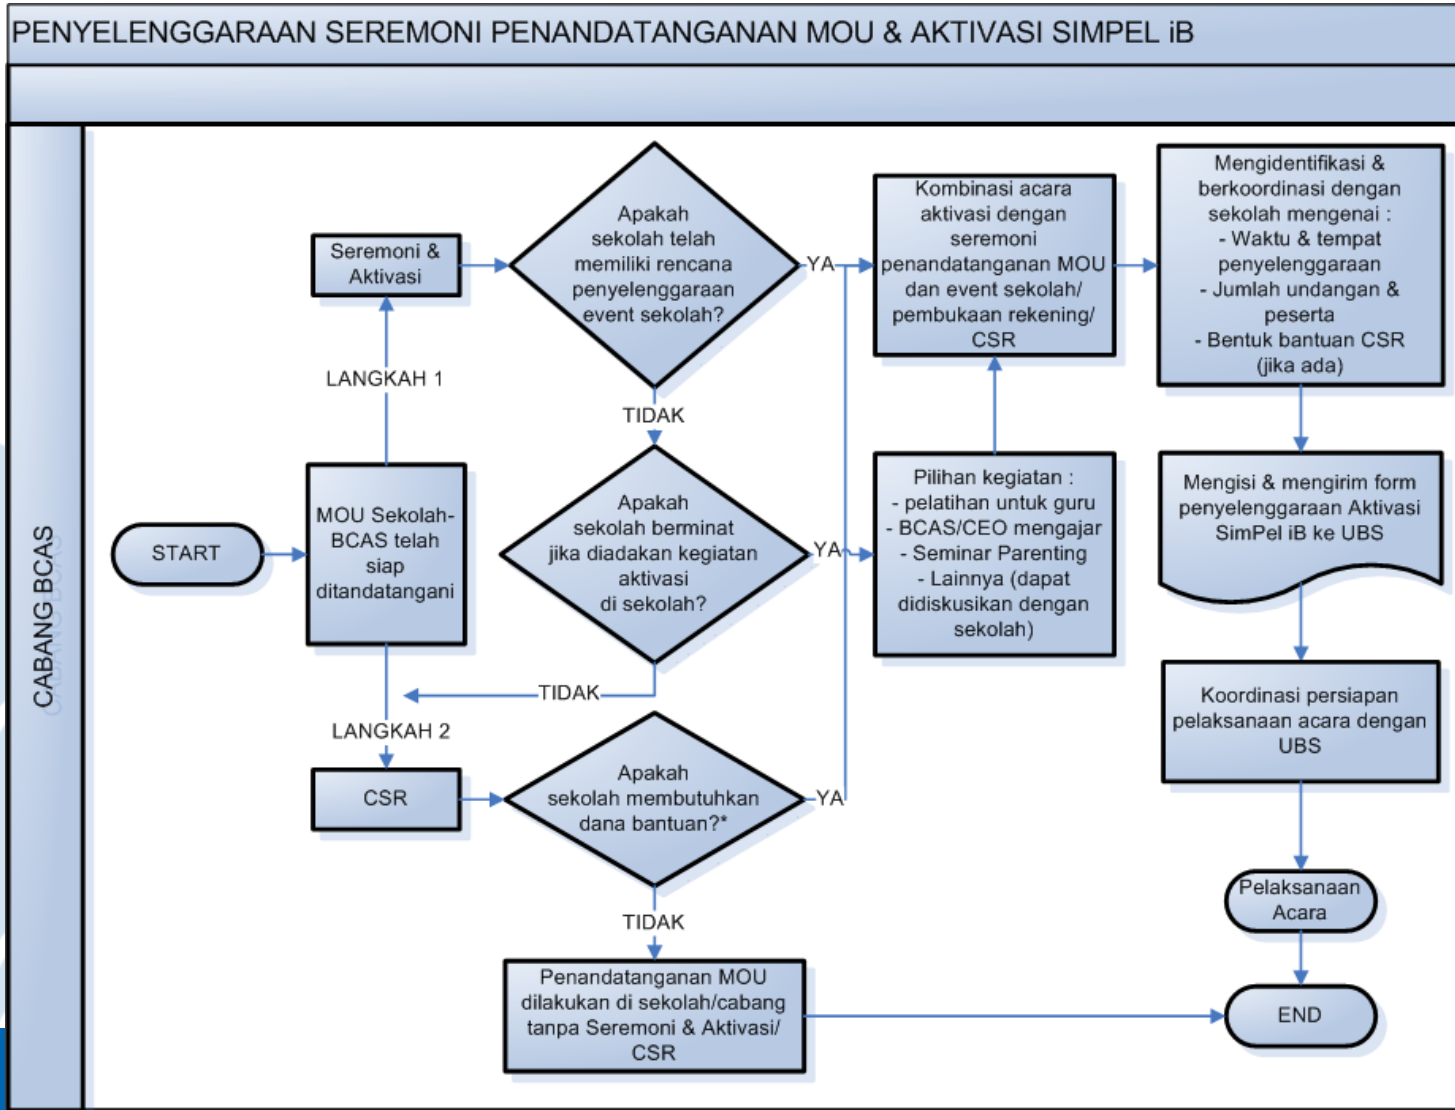 PENYELENGGARAAN SEREMONI PENANDATANGANAN MOU & AKTIVASI SIMPEL iB
CABANG BCAS
START
MOU Sekolah-
BCAS telah
siap
ditandatangani
LANGKAH 1
Seremoni &
Aktivasi
Apakah
sekolah telah
memiliki rencana
penyelenggaraan
event sekolah?
YA
TIDAK
Apakah
sekolah berminat
jika diadakan kegiatan
aktivasi
di sekolah?
YA
TIDAK
LANGKAH 2
CSR
Apakah
sekolah membutuhkan
dana bantuan?*
YA
TIDAK
Penandatanganan MOU
dilakukan di sekolah/cabang
tanpa Seremoni & Aktivasi/
CSR
Kombinasi acara
aktivasi dengan
seremoni
penandatanganan MOU
dan event sekolah/
pembukaan rekening/
CSR
Pilihan kegiatan :
- pelatihan untuk guru
- BCAS/CEO mengajar
- Seminar Parenting
- Lainnya (dapat
didiskusikan dengan
sekolah)
Mengidentifikasi &
berkoordinasi dengan
sekolah mengenai :
- Waktu & tempat
penyelenggaraan
- Jumlah undangan &
peserta
- Bentuk bantuan CSR
(jika ada)
Mengisi & mengirim form
penyelenggaraan Aktivasi
SimPel iB ke UBS
Koordinasi persiapan
pelaksanaan acara dengan
UBS
Pelaksanaan
Acara
END